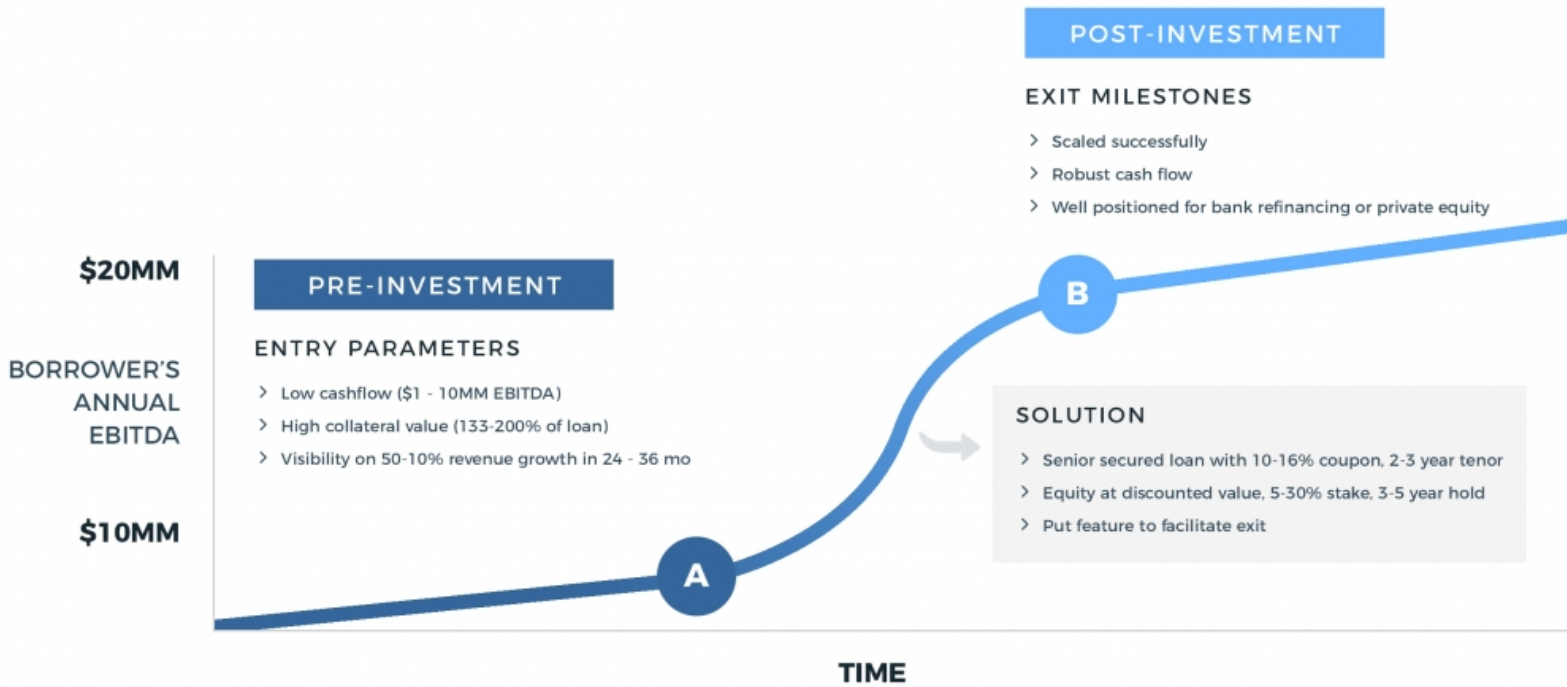 POST-INVESTMENT
EXIT MILESTONES
> Scaled successfully
> Robust cash flow
> Well positioned for bank refinancing or private equity
$20MM
BORROWER'S
ANNUAL
EBITDA
$10MM
PRE-INVESTMENT
ENTRY PARAMETERS
> Low cashflow ($1 - 10MM EBITDA)
> High collateral value (133-200% of loan)
> Visibility on 50-10% revenue growth in 24 - 36 mo
A
B
SOLUTION
> Senior secured loan with 10-16% coupon, 2-3 year tenor
> Equity at discounted value, 5-30% stake, 3-5 year hold
> Put feature to facilitate exit
TIME